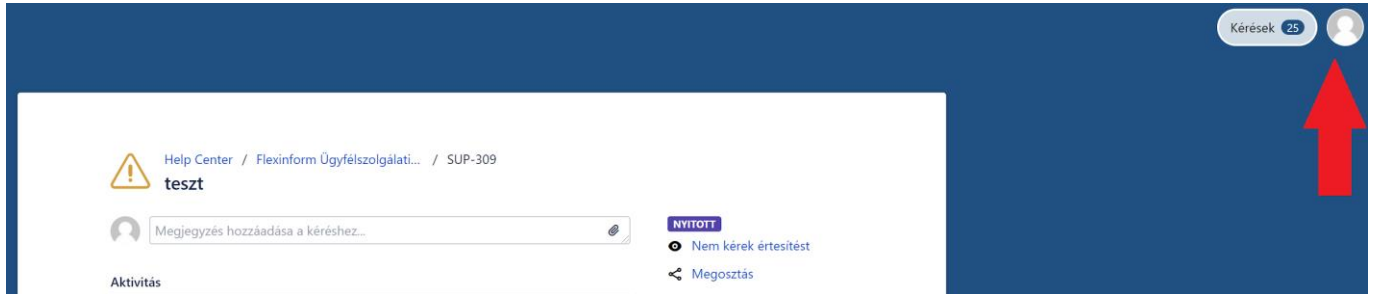 Kérések 25
Help Center / Flexinform Ügyfélszolgálati... / SUP-309
teszt
Megjegyzés hozzáadása a kéréshez...
NYITOTT
Nem kérek értesítést
Megosztás
Aktivitás